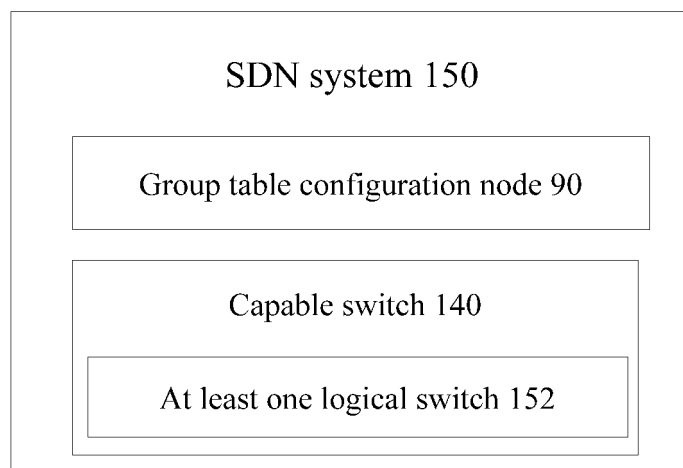 SDN system 150
Group table configuration node 90
Capable switch 140
At least one logical switch 152